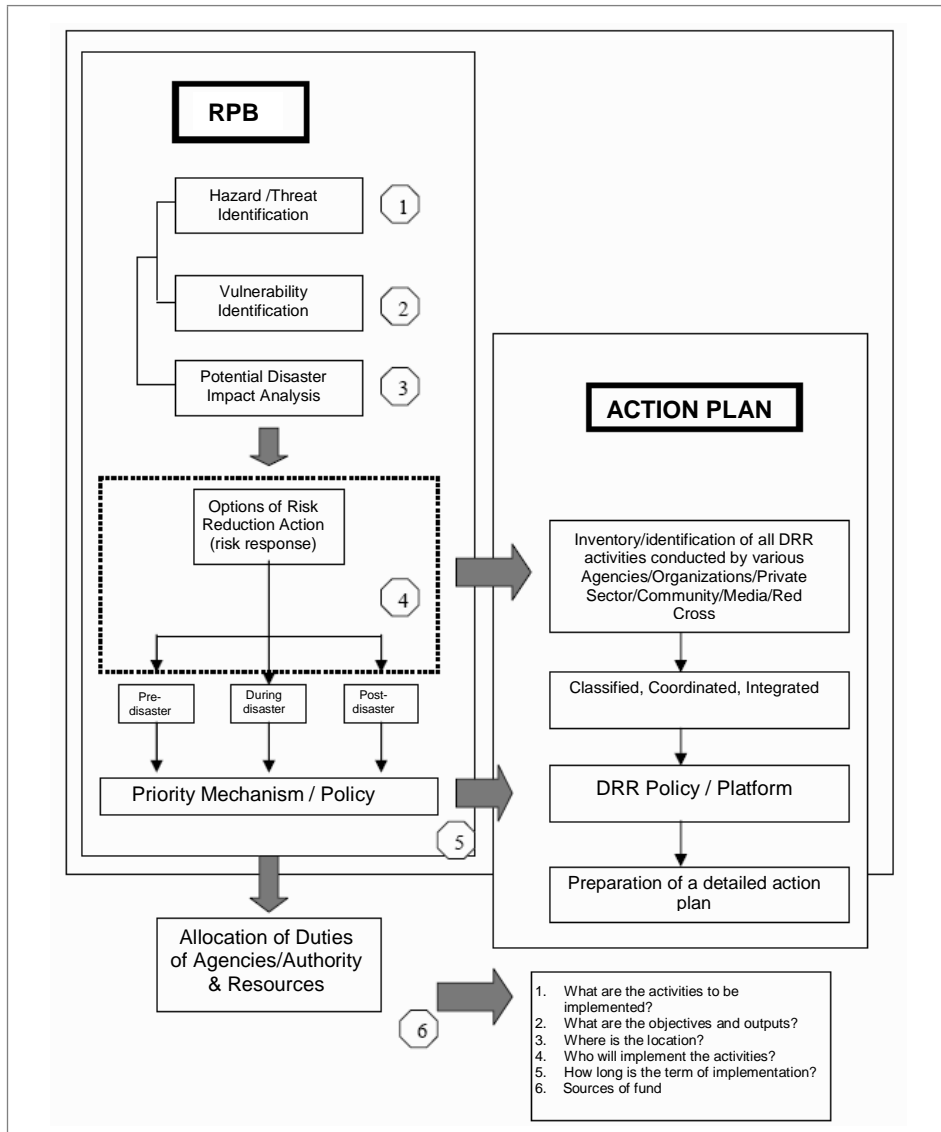 RPB
Hazard /Threat
Identification
1
Vulnerability
Identification
2
Potential Disaster
Impact Analysis
3
Options of Risk
Reduction Action
(risk response)
4
Pre-
disaster
During
disaster
Post-
disaster
Priority Mechanism / Policy
5
ACTION PLAN
Inventory/identification of all DRR
activities conducted by various
Agencies/Organizations/Private
Sector/Community/Media/Red
Cross
Classified, Coordinated, Integrated
DRR Policy / Platform
Preparation of a detailed action
plan
Allocation of Duties
of Agencies/Authority
& Resources
6
1. What are the activities to be
implemented?
2. What are the objectives and outputs?
3. Where is the location?
4. Who will implement the activities?
5. How long is the term of implementation?
6. Sources of fund